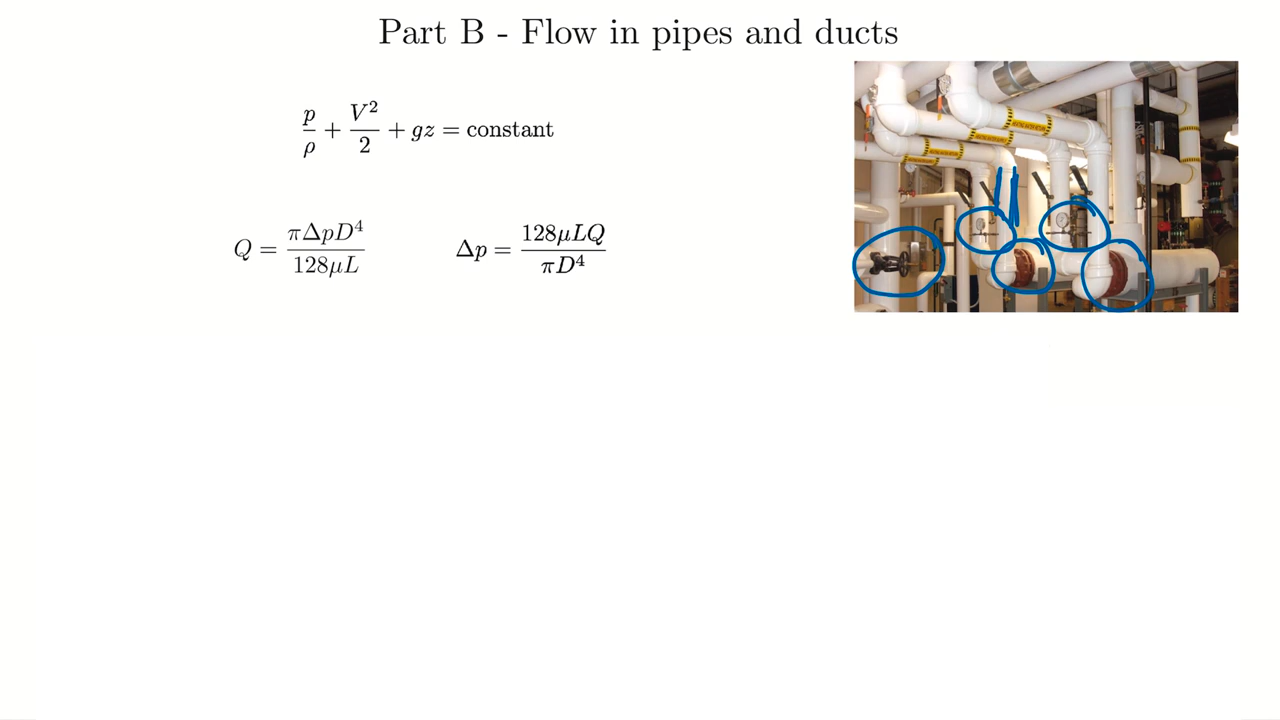 Part B - Flow in pipes and ducts
p/ρ + V²/2 + gz = constant
Q = πΔpD⁴/128μL    Δp = 128μLQ/πD⁴